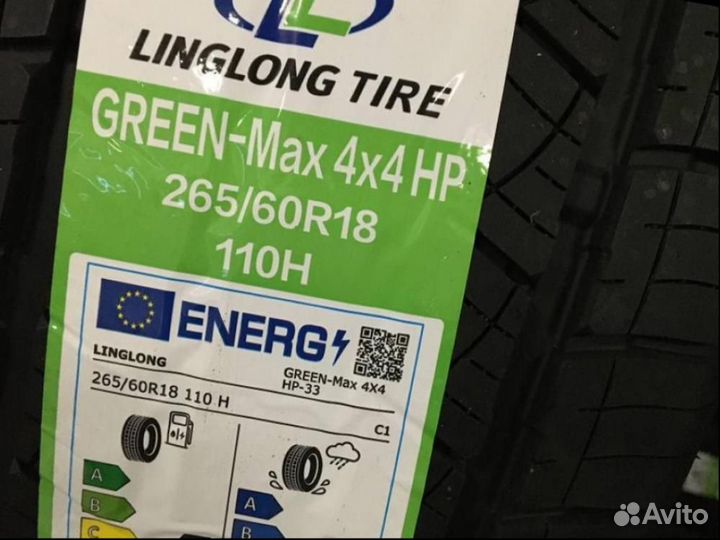 LINGLONG TIRE
GREEN-Max 4x4 HP
265/60R18
110H
ENERG
LINGLONG
GREEN-Max 4X4
HP-33
265/60R18 110 H
C1
A
A
B
B
C
Avito